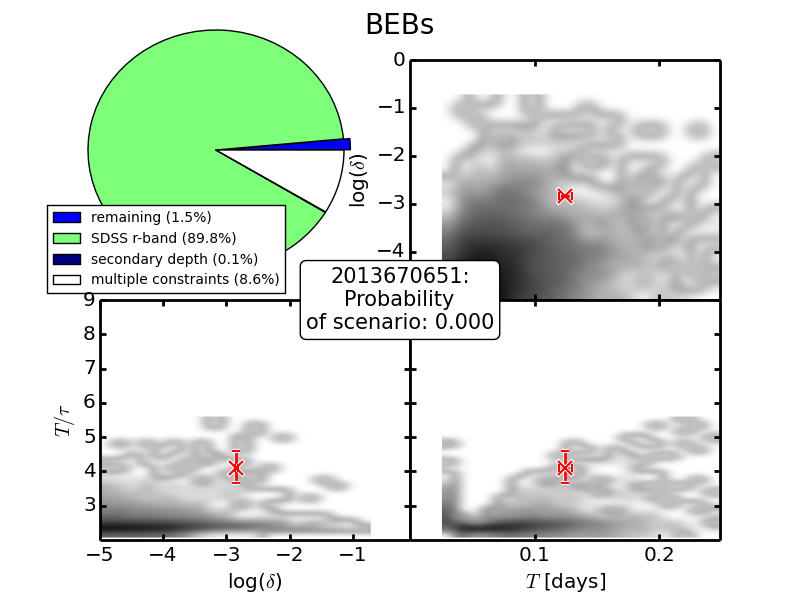 BEBs
remaining (1.5%)
SDSS r-band (89.8%)
secondary depth (0.1%)
multiple constraints (8.6%)
log(δ)
0
−1
−2
−3
−4
2013670651:
Probability
of scenario: 0.000
T/τ
9
8
7
6
5
4
3
−5 −4 −3 −2 −1
log(δ)
0.1 0.2
T [days]